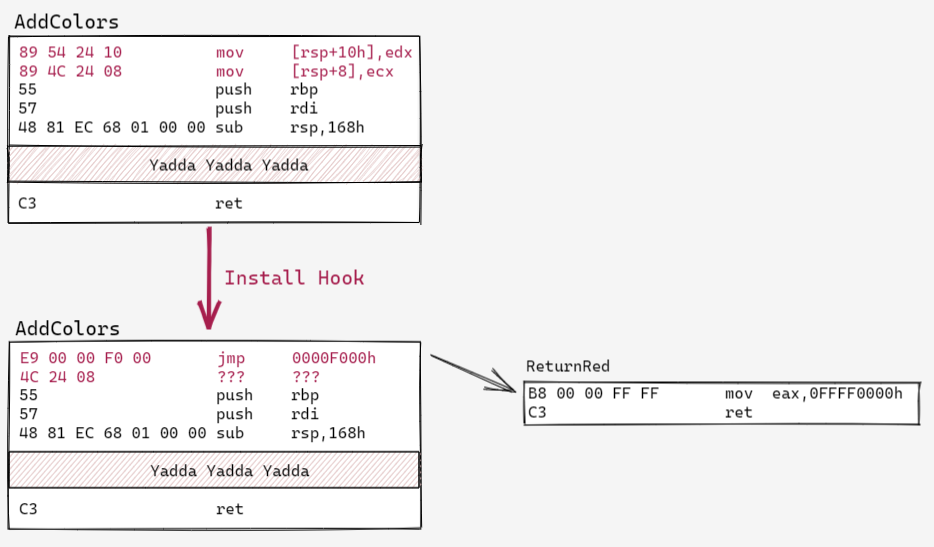 AddColors
89 54 24 10 mov [rsp+10h],edx
89 4C 24 08 mov [rsp+8],ecx
55 push rbp
57 push rdi
48 81 EC 68 01 00 00 sub rsp,168h
Yadda Yadda Yadda
C3 ret
Install Hook
AddColors
E9 00 00 F0 00 jmp 0000F000h
4C 24 08 ??? ???
55 push rbp
57 push rdi
48 81 EC 68 01 00 00 sub rsp,168h
Yadda Yadda Yadda
C3 ret
ReturnRed
B8 00 00 FF FF mov eax,0FFFF0000h
C3 ret